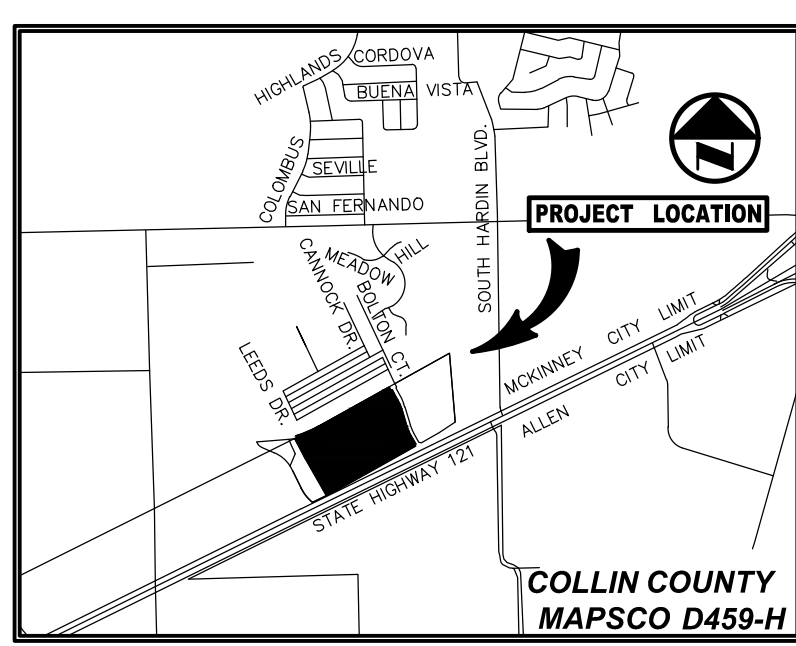 HIGHLANDS
CORDOVA
BUENA VISTA
COLOMBUS
SEVILLE
SAN FERNANDO
SOUTH HARDIN BLVD.
N
PROJECT LOCATION
CANNOCK DR.
MEADOW HILL
BOLTON CT.
LEEDS DR.
MCKINNEY CITY LIMIT
ALLEN CITY LIMIT
STATE HIGHWAY 121
COLLIN COUNTY
MAPSCO D459-H